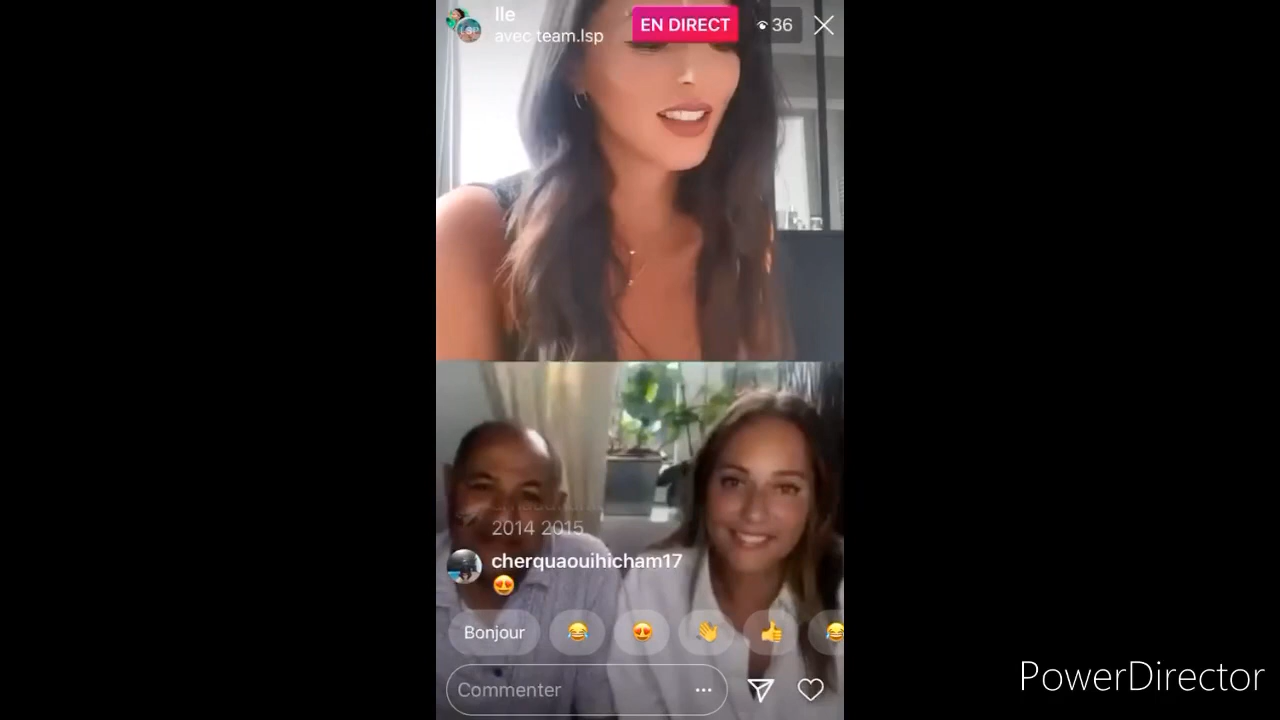 lle
avec team.lsp
EN DIRECT
36
2014 2015
cherquaouihicham17
😍
Bonjour 😂 😍 👋 👍 😂
Commenter
PowerDirector